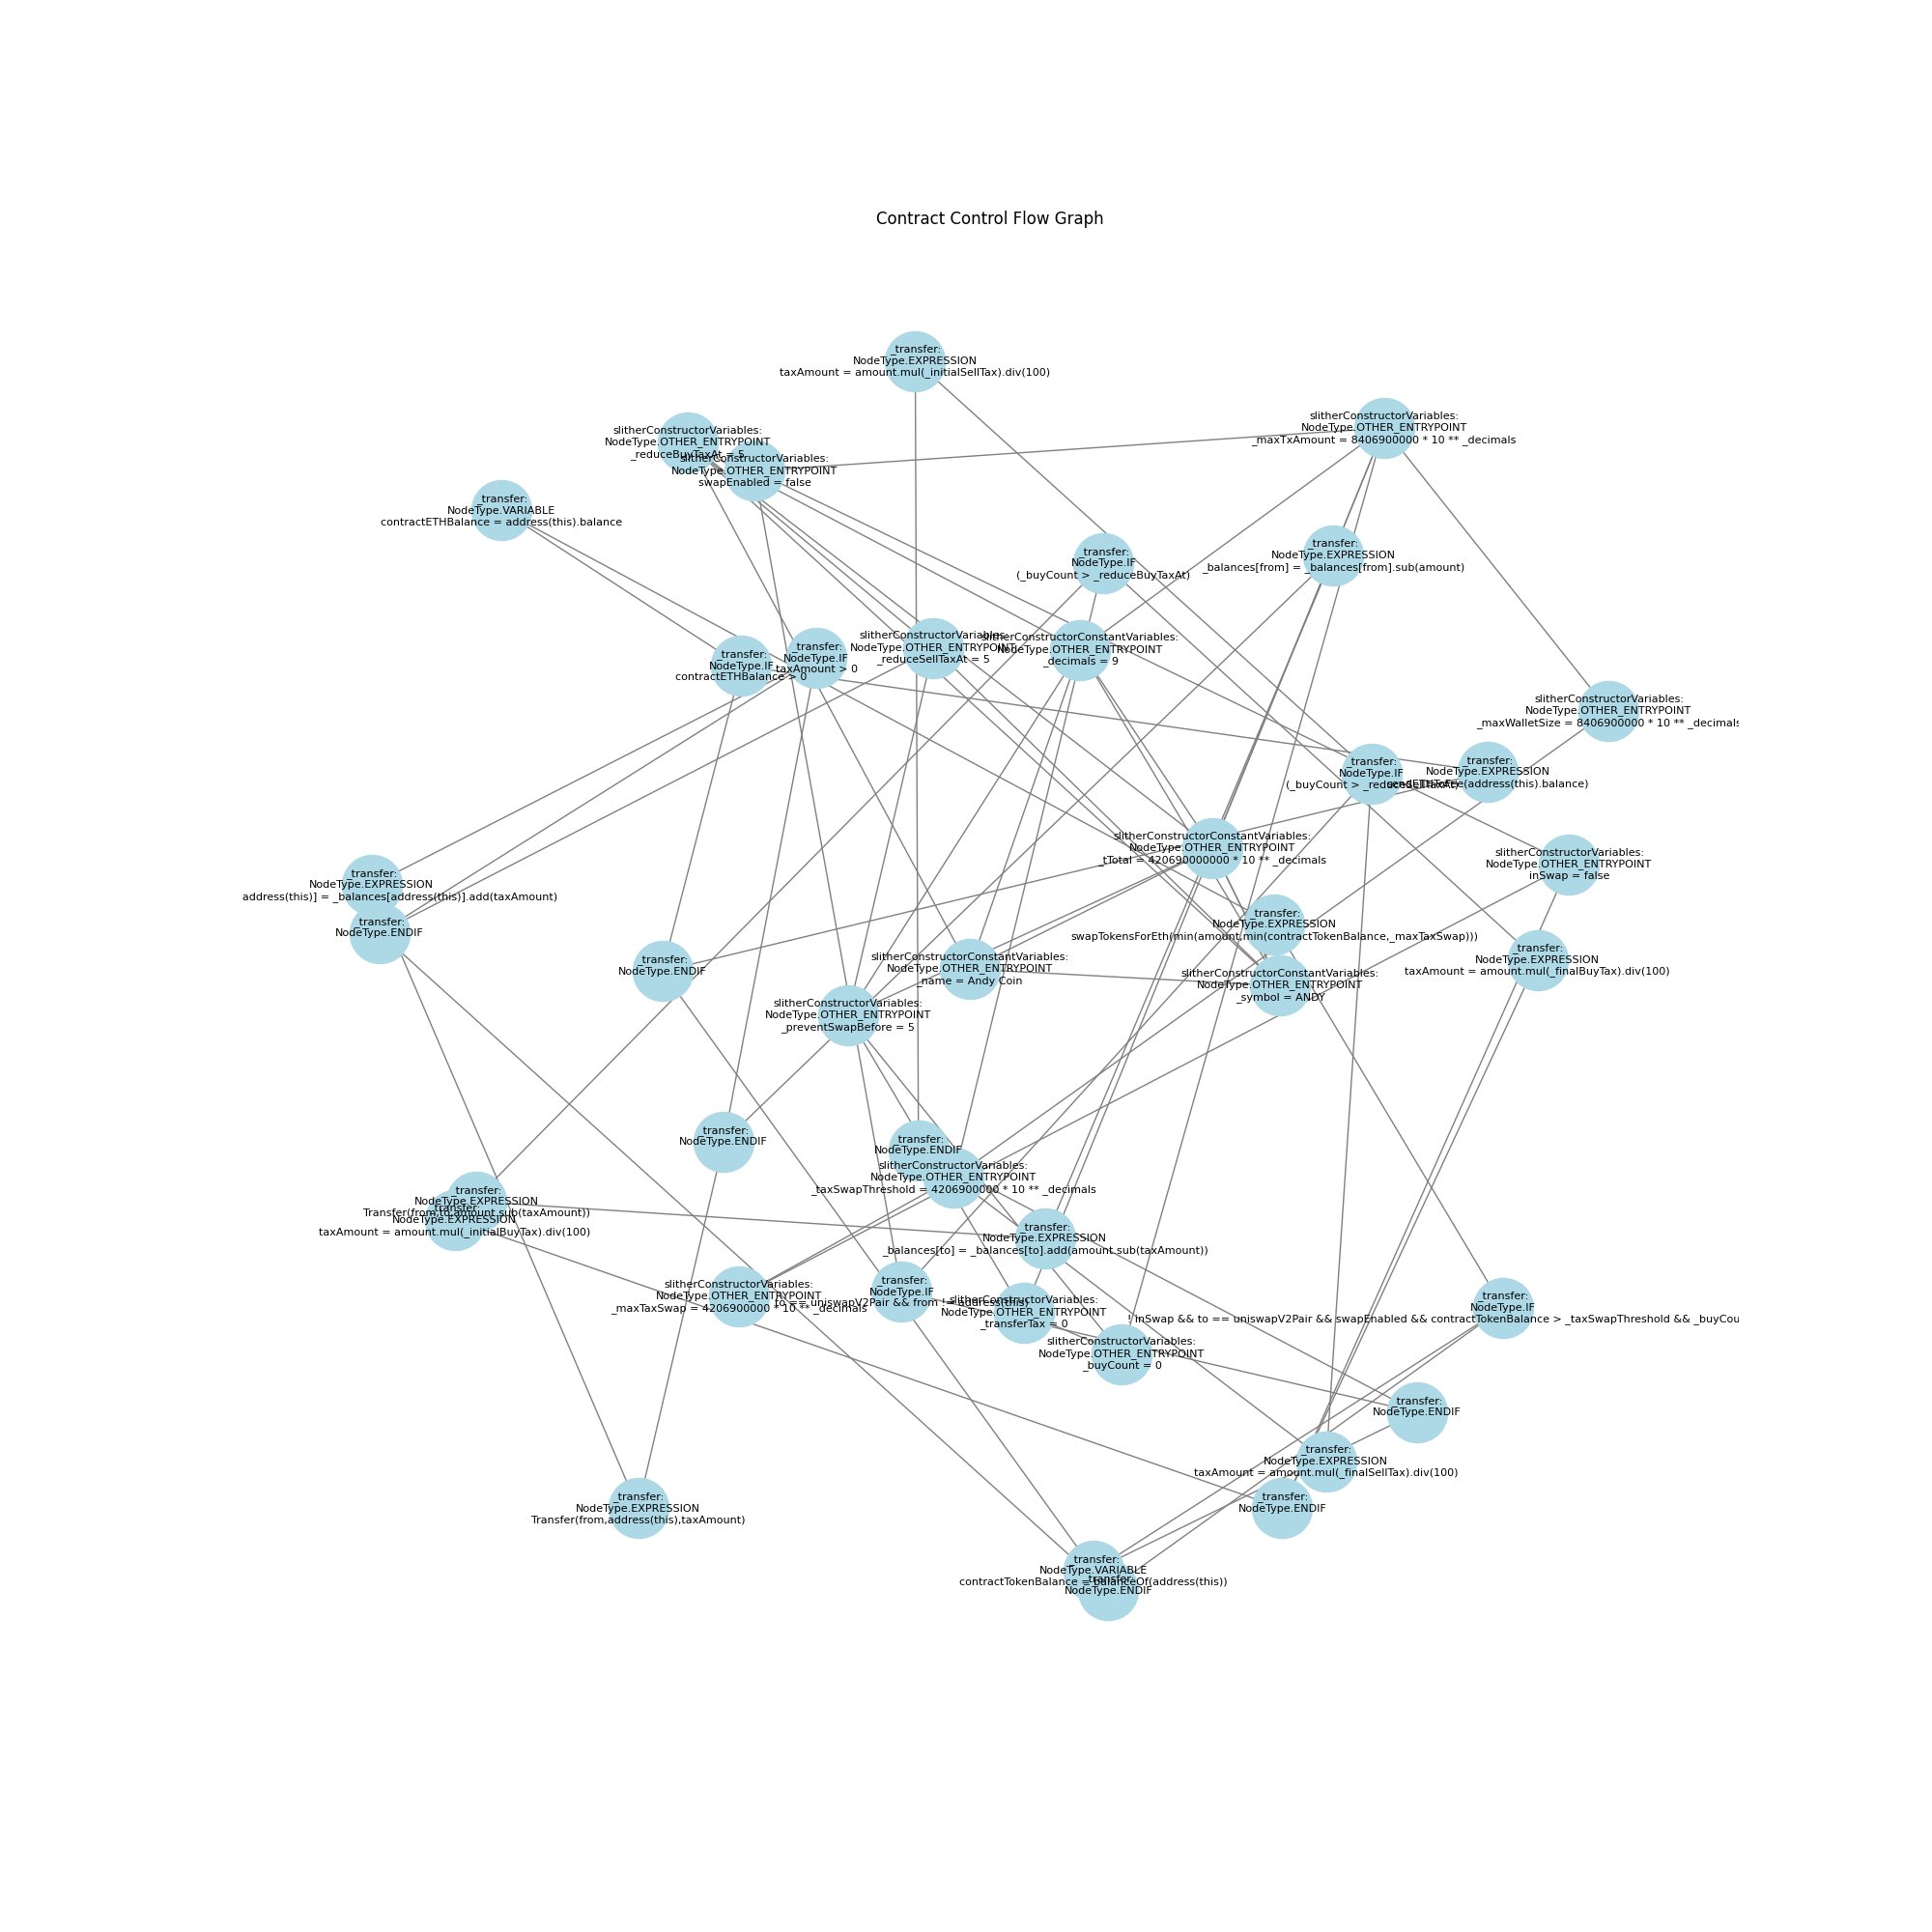 Contract Control Flow Graph
_transfer:
NodeType.EXPRESSION
taxAmount = amount.mul(_initialSellTax).div(100)
slitherConstructorVariables:
NodeType.OTHER_ENTRYPOINT
_maxTxAmount = 8406900000 * 10 ** _decimals
slitherConstructorVariables:
NodeType.OTHER_ENTRYPOINT
_reduceBuyTaxAt = 5
slitherConstructorVariables:
NodeType.OTHER_ENTRYPOINT
swapEnabled = false
_transfer:
NodeType.VARIABLE
contractETHBalance = address(this).balance
_transfer:
NodeType.IF
(_buyCount > _reduceBuyTaxAt)
_transfer:
NodeType.EXPRESSION
_balances[from] = _balances[from].sub(amount)
_transfer:
NodeType.IF
contractETHBalance > 0
_transfer:
NodeType.IF
taxAmount > 0
slitherConstructorVariables:
NodeType.OTHER_ENTRYPOINT
_reduceSellTaxAt = 5
slitherConstructorConstantVariables:
NodeType.OTHER_ENTRYPOINT
_decimals = 9
slitherConstructorVariables:
NodeType.OTHER_ENTRYPOINT
_maxWalletSize = 8406900000 * 10 ** _decimals
_transfer:
NodeType.IF
(_buyCount > _reduceSellTaxAt)
_transfer:
NodeType.EXPRESSION
sendETHToFee(address(this).balance)
slitherConstructorConstantVariables:
NodeType.OTHER_ENTRYPOINT
_tTotal = 420690000000 * 10 ** _decimals
slitherConstructorVariables:
NodeType.OTHER_ENTRYPOINT
inSwap = false
_transfer:
NodeType.EXPRESSION
address(this)] = _balances[address(this)].add(taxAmount)
_transfer:
NodeType.ENDIF
_transfer:
NodeType.EXPRESSION
swapTokensForEth(min(amount,min(contractTokenBalance,_maxTaxSwap)))
_transfer:
NodeType.EXPRESSION
taxAmount = amount.mul(_finalBuyTax).div(100)
_transfer:
NodeType.ENDIF
slitherConstructorConstantVariables:
NodeType.OTHER_ENTRYPOINT
_name = Andy Coin
slitherConstructorConstantVariables:
NodeType.OTHER_ENTRYPOINT
_symbol = ANDY
slitherConstructorVariables:
NodeType.OTHER_ENTRYPOINT
_preventSwapBefore = 5
_transfer:
NodeType.ENDIF
_transfer:
NodeType.ENDIF
slitherConstructorVariables:
NodeType.OTHER_ENTRYPOINT
_taxSwapThreshold = 4206900000 * 10 ** _decimals
_transfer:
NodeType.EXPRESSION
Transfer(from,to,amount.sub(taxAmount))
_transfer:
NodeType.EXPRESSION
taxAmount = amount.mul(_initialBuyTax).div(100)
_transfer:
NodeType.EXPRESSION
_balances[to] = _balances[to].add(amount.sub(taxAmount))
slitherConstructorVariables:
NodeType.OTHER_ENTRYPOINT
_maxTaxSwap = 4206900000 * 10 ** _decimals
_transfer:
NodeType.IF
to == uniswapV2Pair && from != address(this)
slitherConstructorVariables:
NodeType.OTHER_ENTRYPOINT
_transferTax = 0
_transfer:
NodeType.IF
! inSwap && to == uniswapV2Pair && swapEnabled && contractTokenBalance > _taxSwapThreshold && _buyCou
slitherConstructorVariables:
NodeType.OTHER_ENTRYPOINT
_buyCount = 0
_transfer:
NodeType.ENDIF
_transfer:
NodeType.EXPRESSION
taxAmount = amount.mul(_finalSellTax).div(100)
_transfer:
NodeType.ENDIF
_transfer:
NodeType.EXPRESSION
Transfer(from,address(this),taxAmount)
_transfer:
NodeType.VARIABLE
contractTokenBalance = balanceOf(address(this))
_transfer:
NodeType.ENDIF